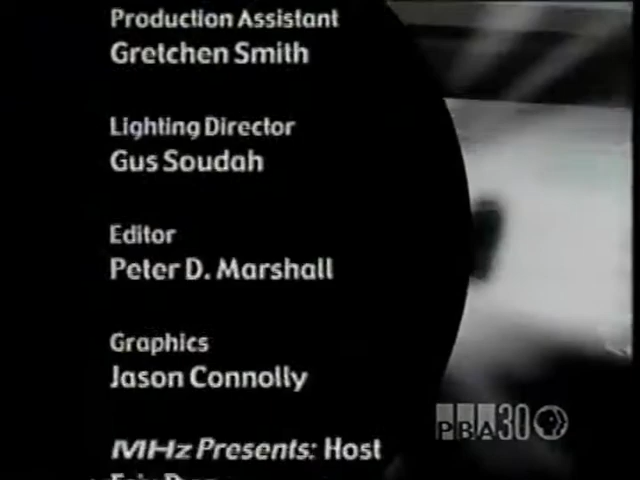 Production Assistant
Gretchen Smith
Lighting Director
Gus Soudah
Editor
Peter D. Marshall
Graphics
Jason Connolly
MHz Presents: Host
PBA30